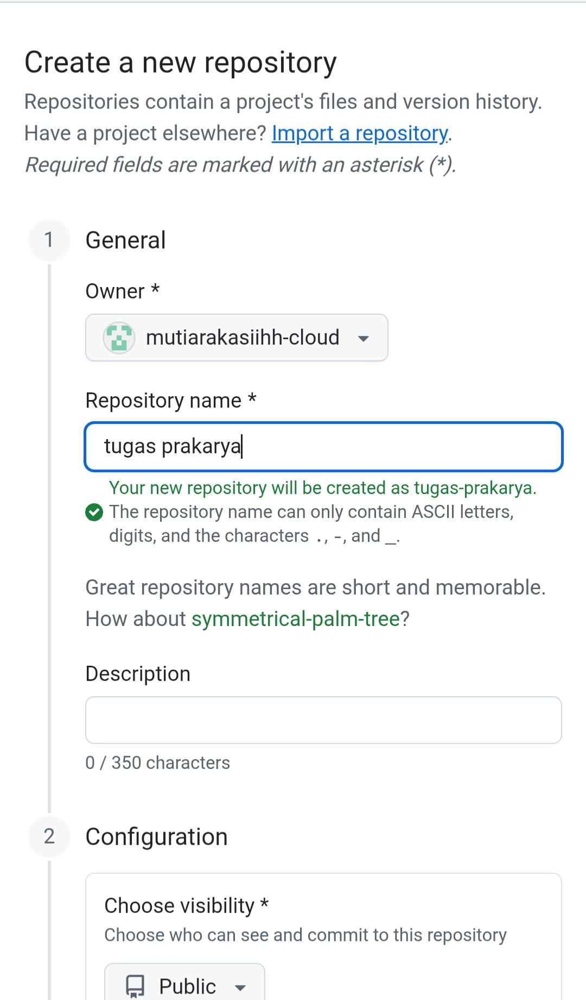 Create a new repository
Repositories contain a project's files and version history.
Have a project elsewhere? Import a repository.
Required fields are marked with an asterisk (*).
1 General
Owner *
mutiarakasiihh-cloud
Repository name *
tugas prakarya
Your new repository will be created as tugas-prakarya.
The repository name can only contain ASCII letters,
digits, and the characters ., -, and _.
Great repository names are short and memorable.
How about symmetrical-palm-tree?
Description
0 / 350 characters
2 Configuration
Choose visibility *
Choose who can see and commit to this repository
Public